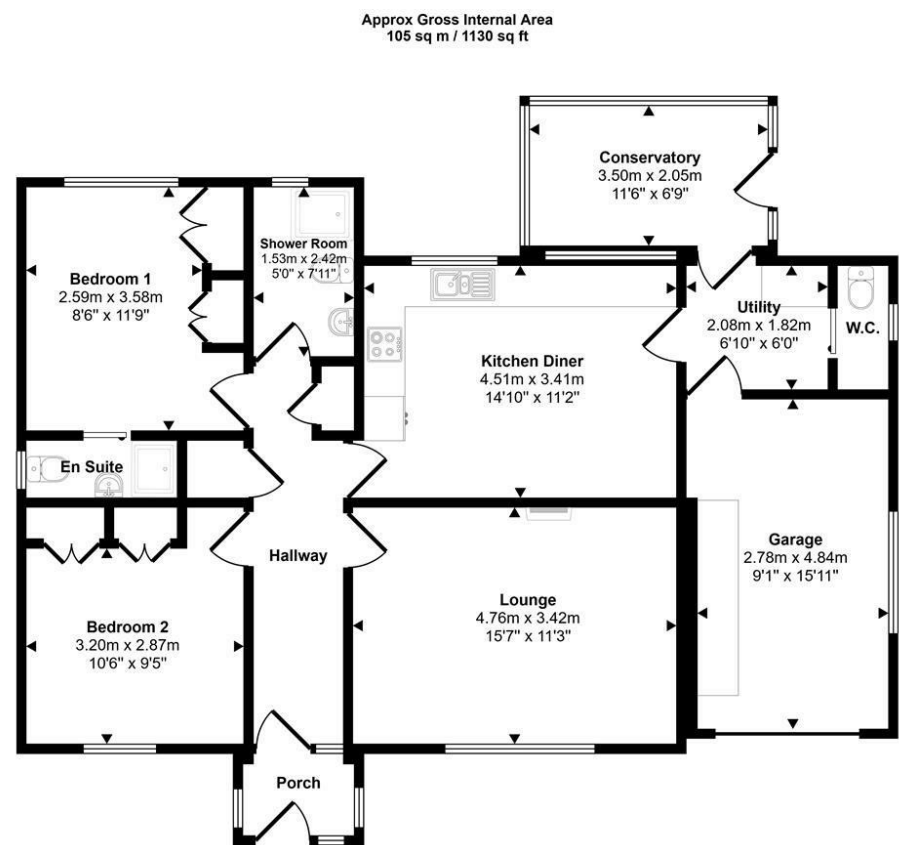 Approx Gross Internal Area
105 sq m / 1130 sq ft
Conservatory
3.50m x 2.05m
11'6" x 6'9"
Shower Room
1.53m x 2.42m
5'0" x 7'11"
Bedroom 1
2.59m x 3.58m
8'6" x 11'9"
Utility
2.08m x 1.82m
6'10" x 6'0"
W.C.
Kitchen Diner
4.51m x 3.41m
14'10" x 11'2"
En Suite
Hallway
Garage
2.78m x 4.84m
9'1" x 15'11"
Lounge
4.76m x 3.42m
15'7" x 11'3"
Bedroom 2
3.20m x 2.87m
10'6" x 9'5"
Porch